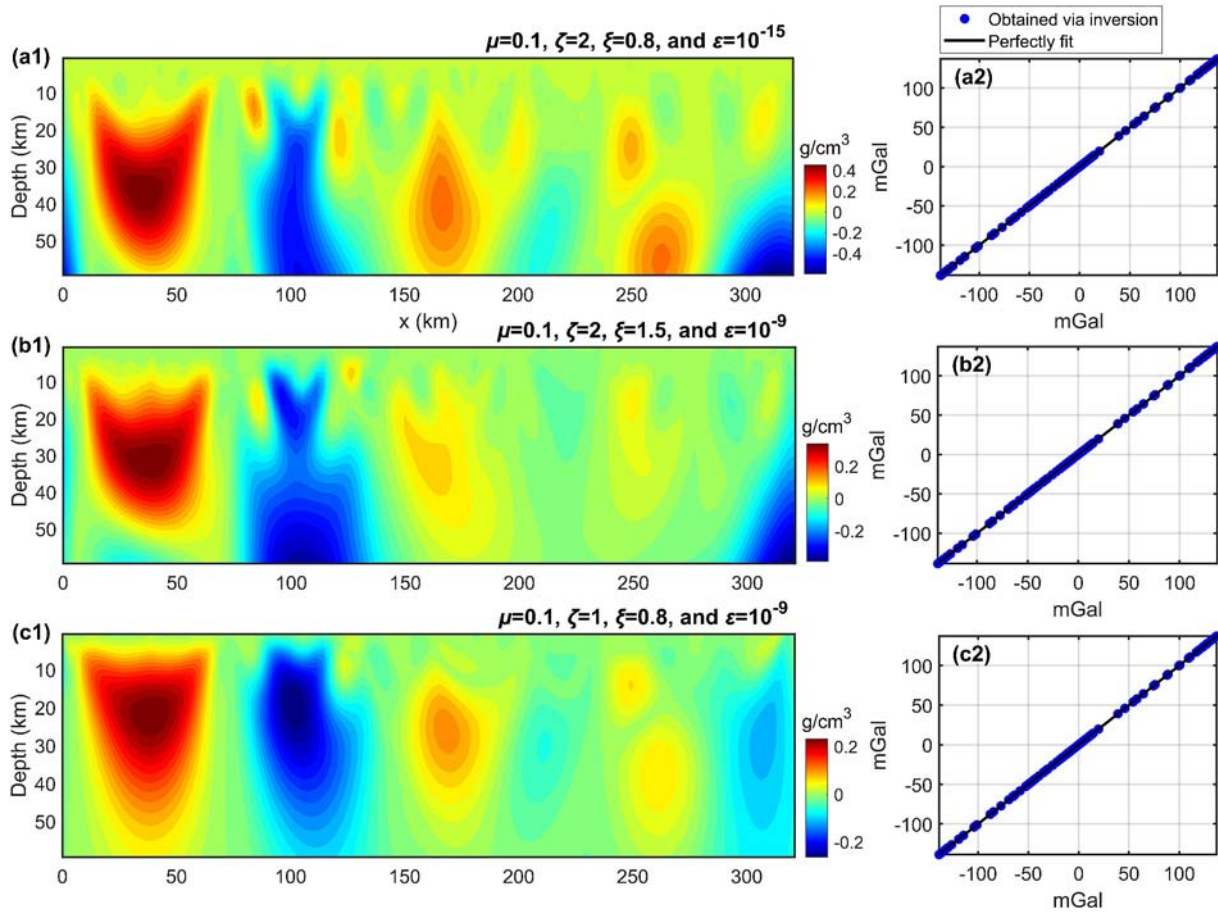 μ=0.1, ζ=2, ξ=0.8, and ε=10⁻¹⁵
(a1)
10
20
30
40
50
Depth (km)
0 50 100 150 200 250 300
x (km)
g/cm³
0.4
0.2
0
-0.2
-0.4
Obtained via inversion
Perfectly fit
(a2)
100
50
0
-50
-100
mGal
-100 -50 0 50 100
mGal
μ=0.1, ζ=2, ξ=1.5, and ε=10⁻⁹
(b1)
10
20
30
40
50
Depth (km)
0 50 100 150 200 250 300
g/cm³
0.2
0
-0.2
(b2)
100
50
0
-50
-100
mGal
-100 -50 0 50 100
mGal
μ=0.1, ζ=1, ξ=0.8, and ε=10⁻⁹
(c1)
10
20
30
40
50
Depth (km)
0 50 100 150 200 250 300
g/cm³
0.2
0
-0.2
(c2)
100
50
0
-50
-100
mGal
-100 -50 0 50 100
mGal